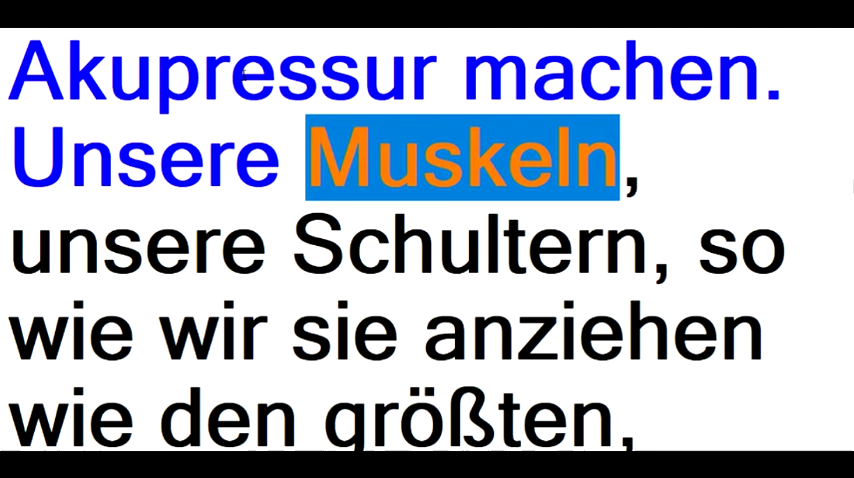 Akupressur machen.
Unsere Muskeln,
unsere Schultern, so
wie wir sie anziehen
wie den größten,